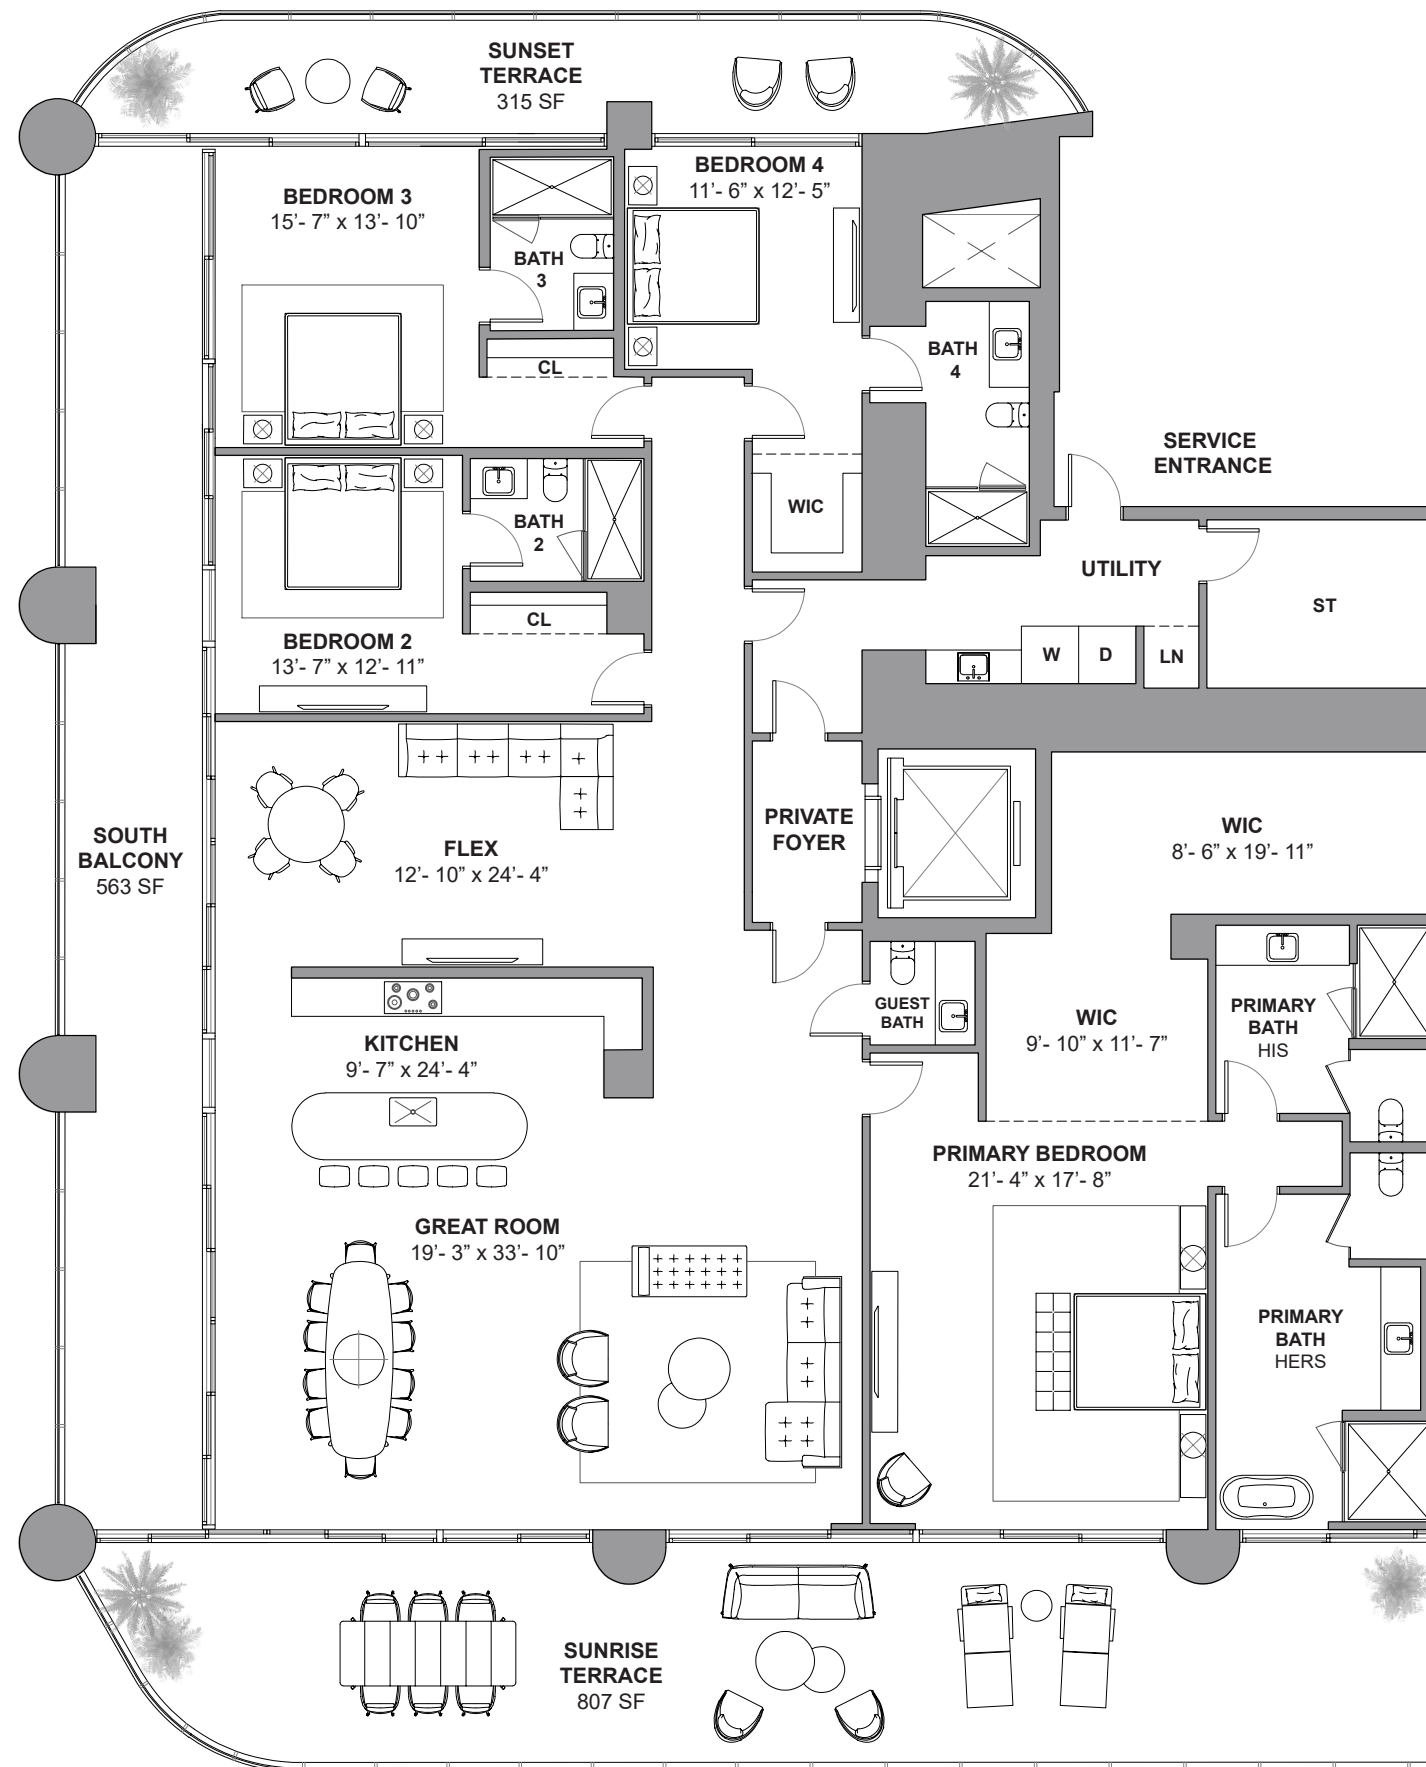 SUNSET
TERRACE
315 SF
BEDROOM 3
15’- 7” x 13’- 10”
BATH
3
BEDROOM 4
11’- 6” x 12’- 5”
CL
BATH
4
SERVICE
ENTRANCE
WIC
BATH
2
UTILITY
ST
CL
BEDROOM 2
13’- 7” x 12’- 11”
W
D
LN
SOUTH
BALCONY
563 SF
FLEX
12’- 10” x 24’- 4”
PRIVATE
FOYER
WIC
8’- 6” x 19’- 11”
GUEST
BATH
WIC
9’- 10” x 11’- 7”
PRIMARY
BATH
HIS
KITCHEN
9’- 7” x 24’- 4”
PRIMARY BEDROOM
21’- 4” x 17’- 8”
GREAT ROOM
19’- 3” x 33’- 10”
PRIMARY
BATH
HERS
SUNRISE
TERRACE
807 SF